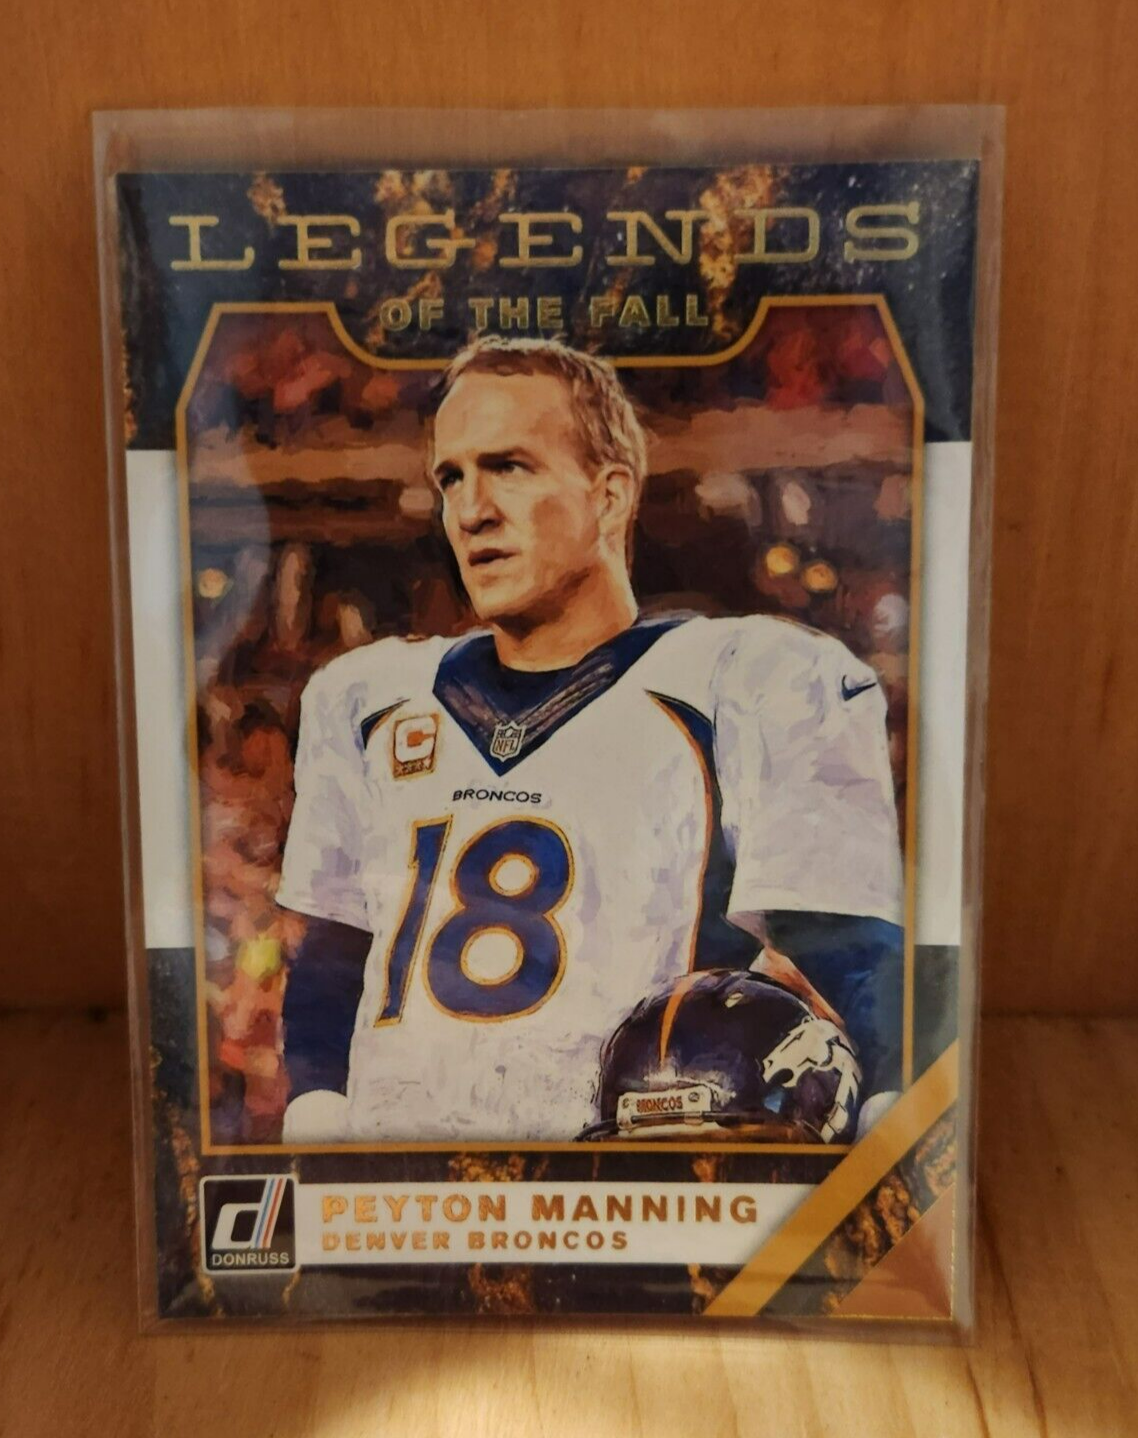 LEGENDS
OF THE FALL
C
NFL
BRONCOS
18
BRONCOS
DONRUSS
PEYTON MANNING
DENVER BRONCOS